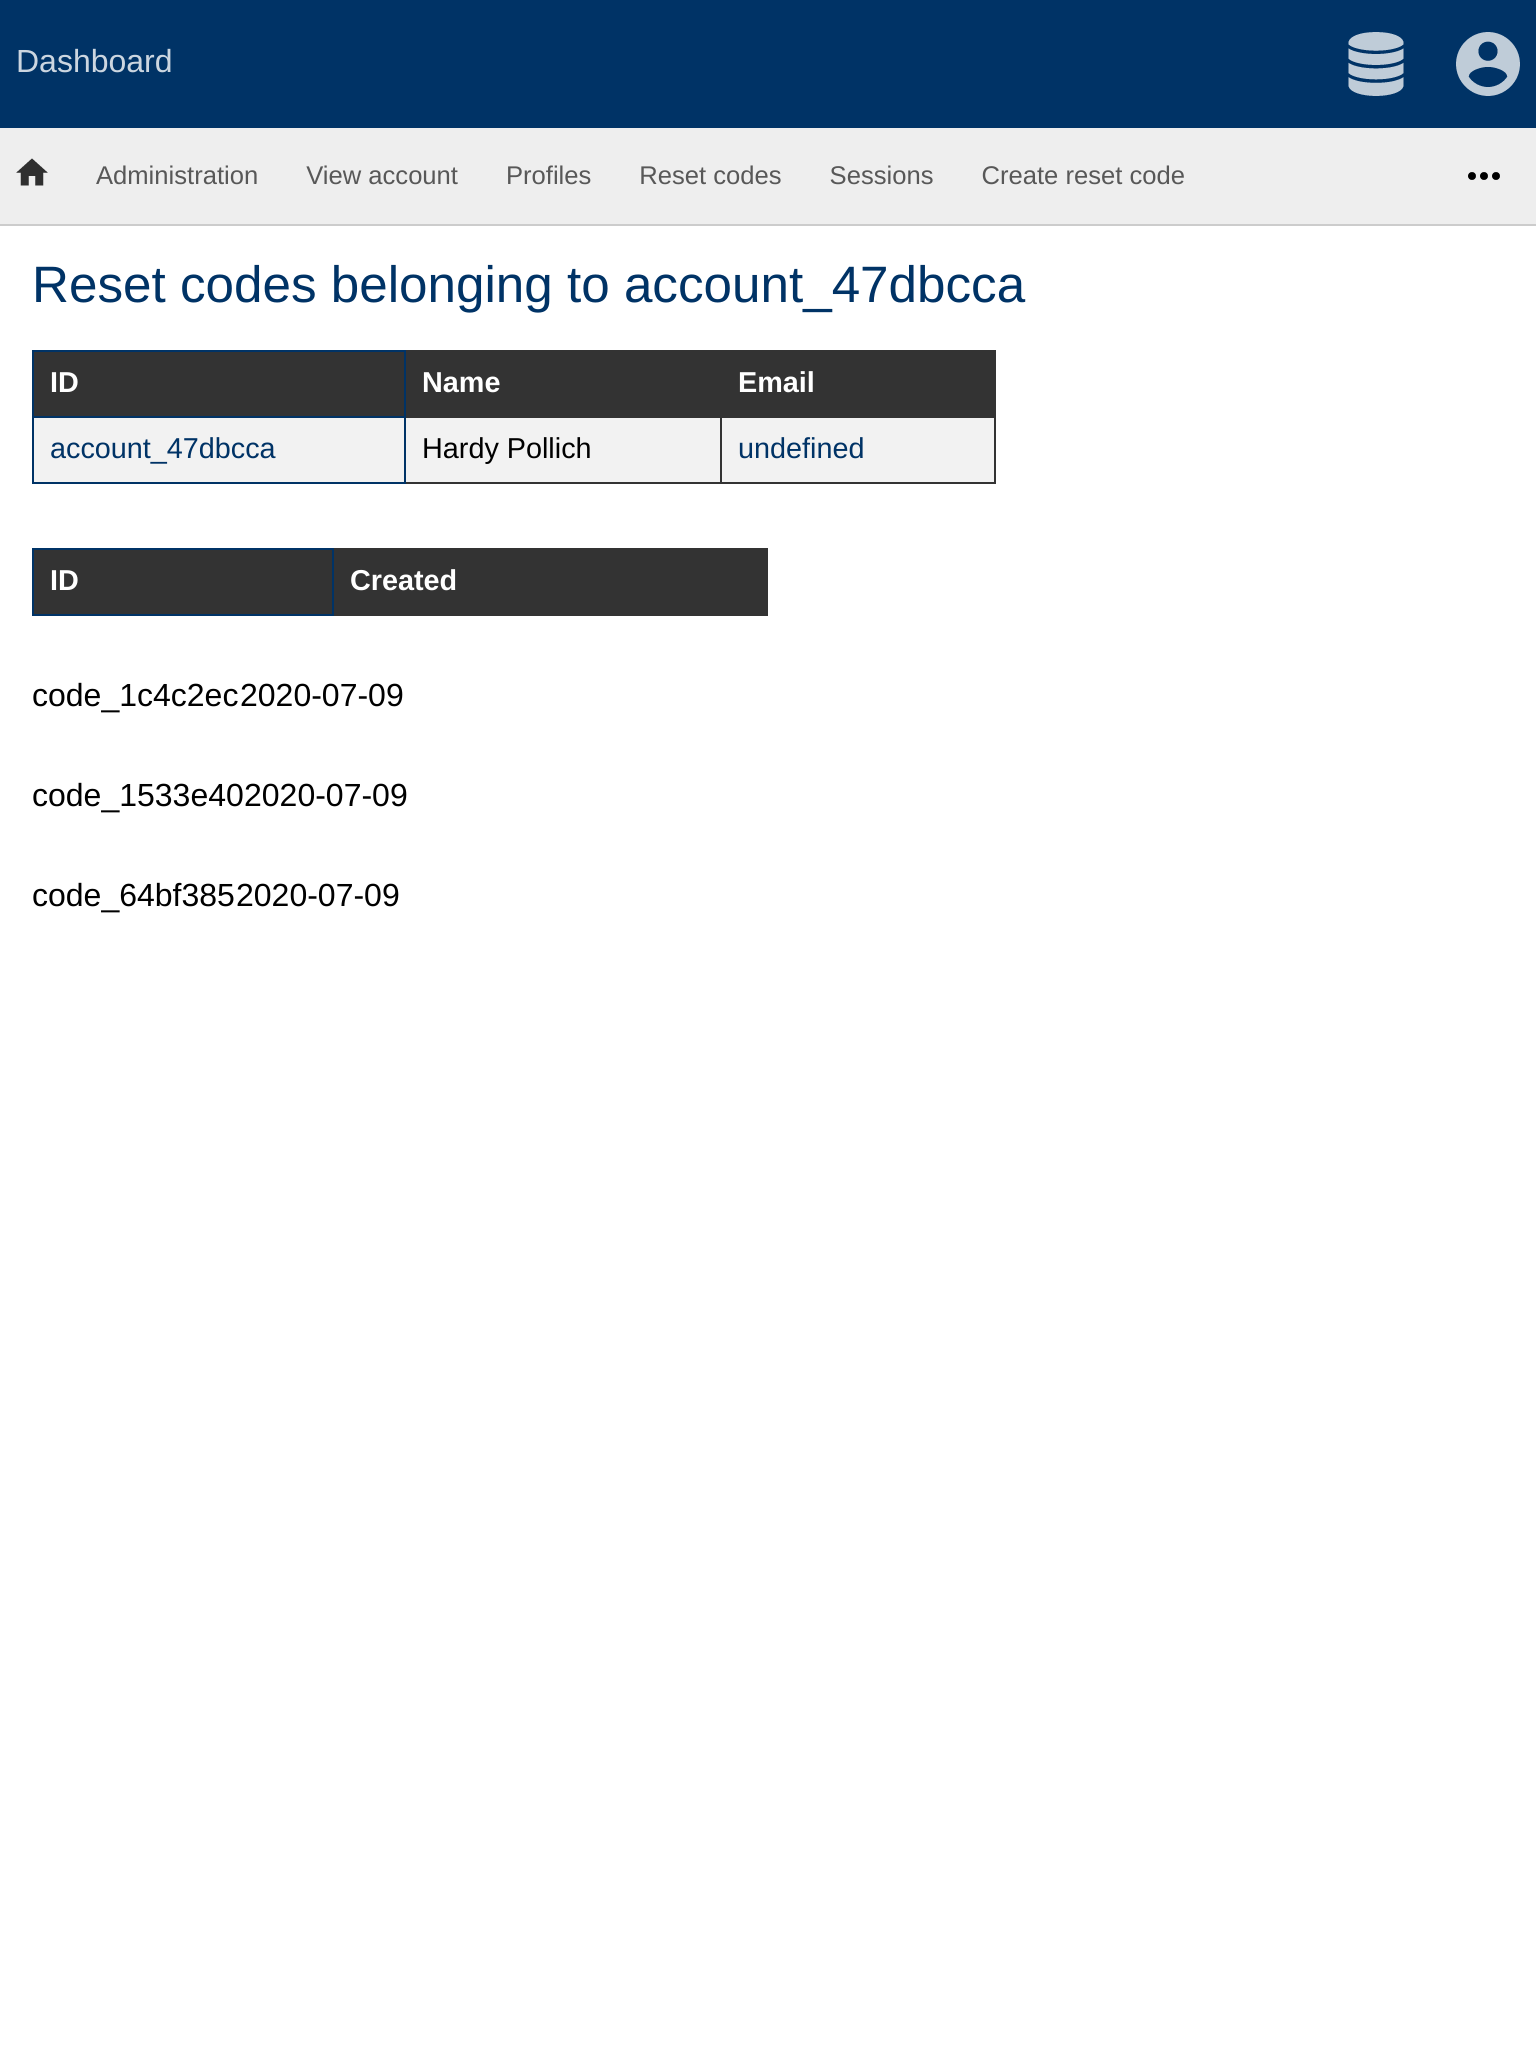 Dashboard
Administration View account Profiles Reset codes Sessions Create reset code
Reset codes belonging to account_47dbcca
ID Name Email
account_47dbcca Hardy Pollich undefined
ID Created
code_1c4c2ec2020-07-09
code_1533e402020-07-09
code_64bf3852020-07-09